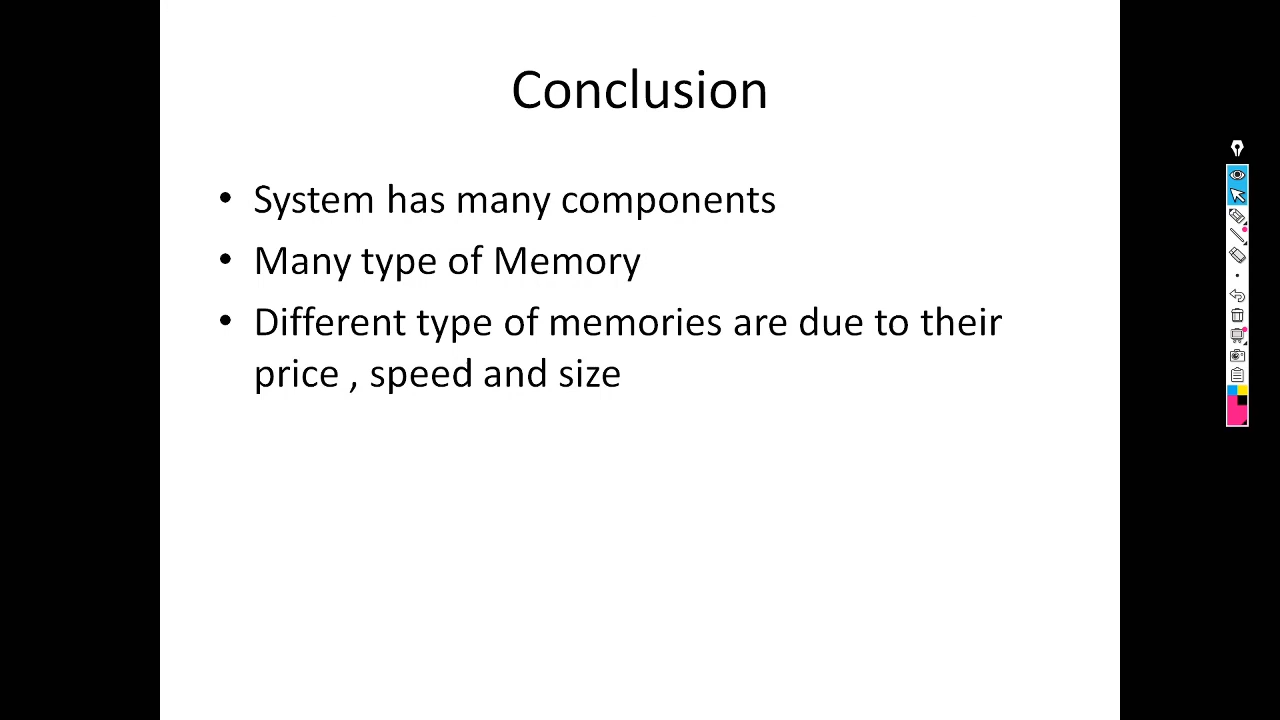 Conclusion
• System has many components
• Many type of Memory
• Different type of memories are due to their
price , speed and size